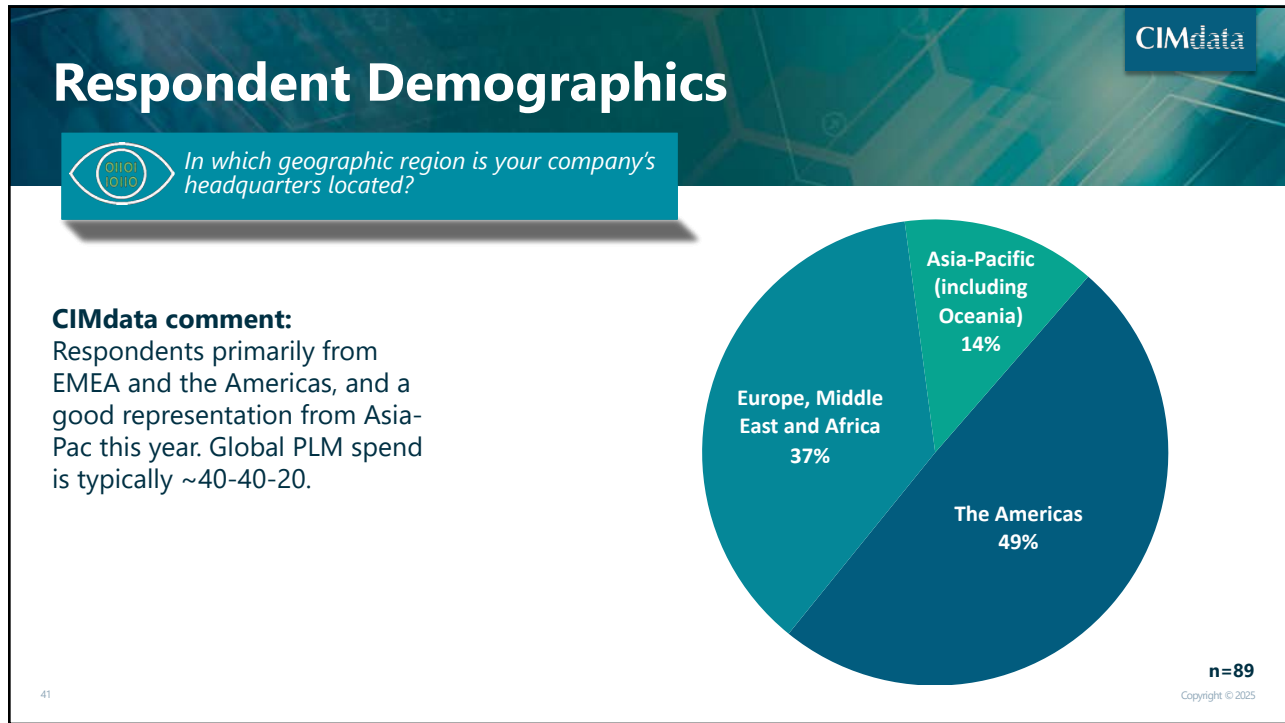 CIMdata
Respondent Demographics
01101
10110
In which geographic region is your company's
headquarters located?
CIMdata comment:
Respondents primarily from
EMEA and the Americas, and a
good representation from Asia-
Pac this year. Global PLM spend
is typically ~40-40-20.
Asia-Pacific
(including
Oceania)
14%
Europe, Middle
East and Africa
37%
The Americas
49%
n=89
41
Copyright © 2025